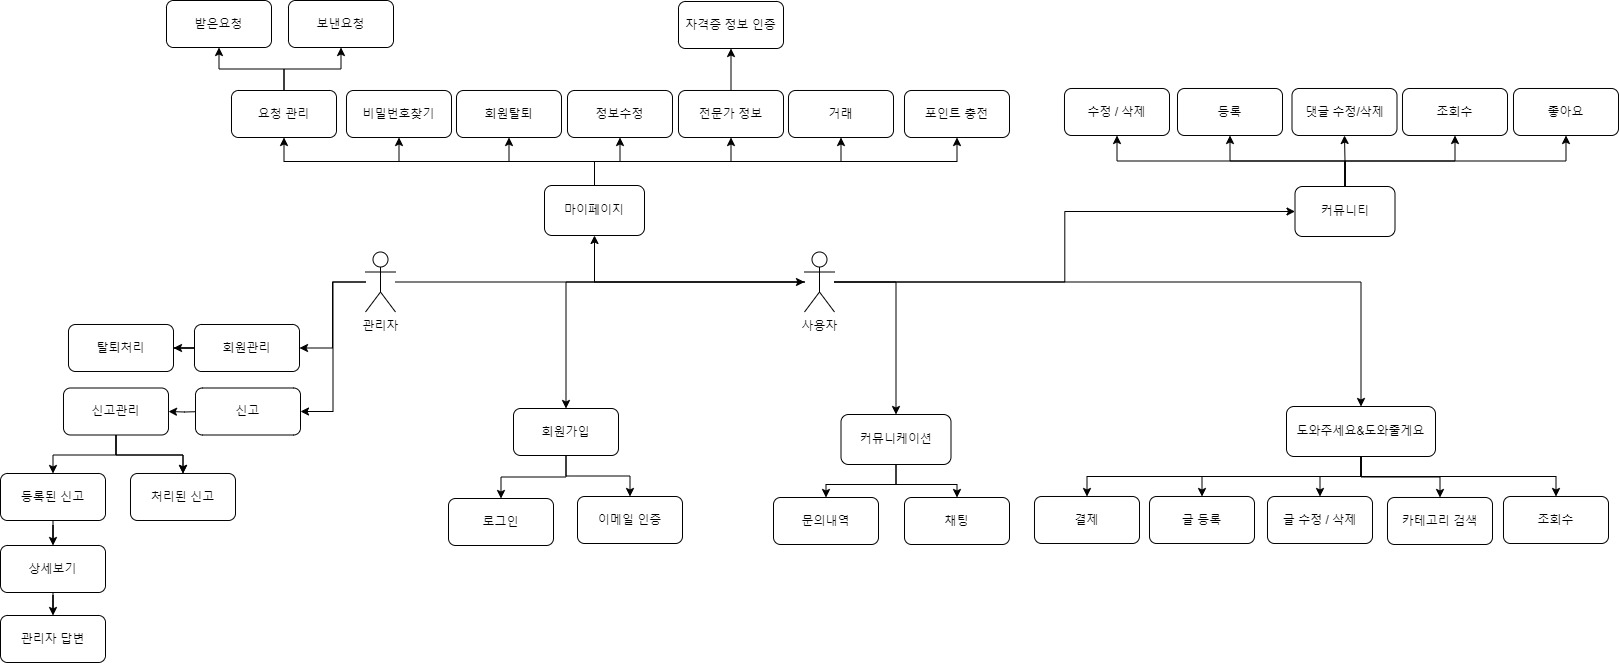 받은요청
보낸요청
자격증 정보 인증
요청 관리
비밀번호찾기
회원탈퇴
정보수정
전문가 정보
거래
포인트 충전
수정 / 삭제
등록
댓글 수정/삭제
조회수
좋아요
마이페이지
커뮤니티
관리자
사용자
탈퇴처리
회원관리
신고관리
신고
회원가입
커뮤니케이션
도와주세요&도와줄게요
등록된 신고
처리된 신고
로그인
이메일 인증
문의내역
채팅
결제
글 등록
글 수정 / 삭제
카테고리 검색
조회수
상세보기
관리자 답변